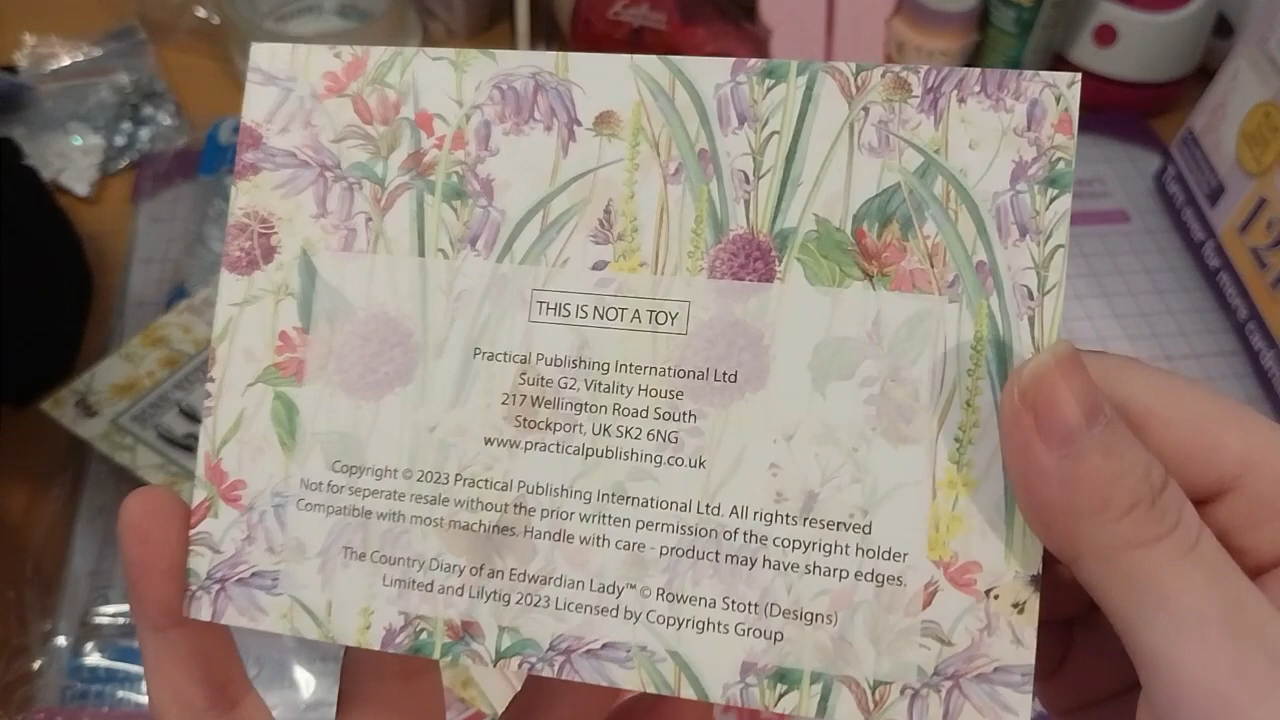 THIS IS NOT A TOY
Practical Publishing International Ltd
Suite G2, Vitality House
217 Wellington Road South
Stockport, UK SK2 6NG
www.practicalpublishing.co.uk
Copyright © 2023 Practical Publishing International Ltd. All rights reserved
Not for seperate resale without the prior written permission of the copyright holder
Compatible with most machines. Handle with care - product may have sharp edges.
The Country Diary of an Edwardian Lady™ © Rowena Stott (Designs)
Limited and Lilytig 2023 Licensed by Copyrights Group
Turn over for more